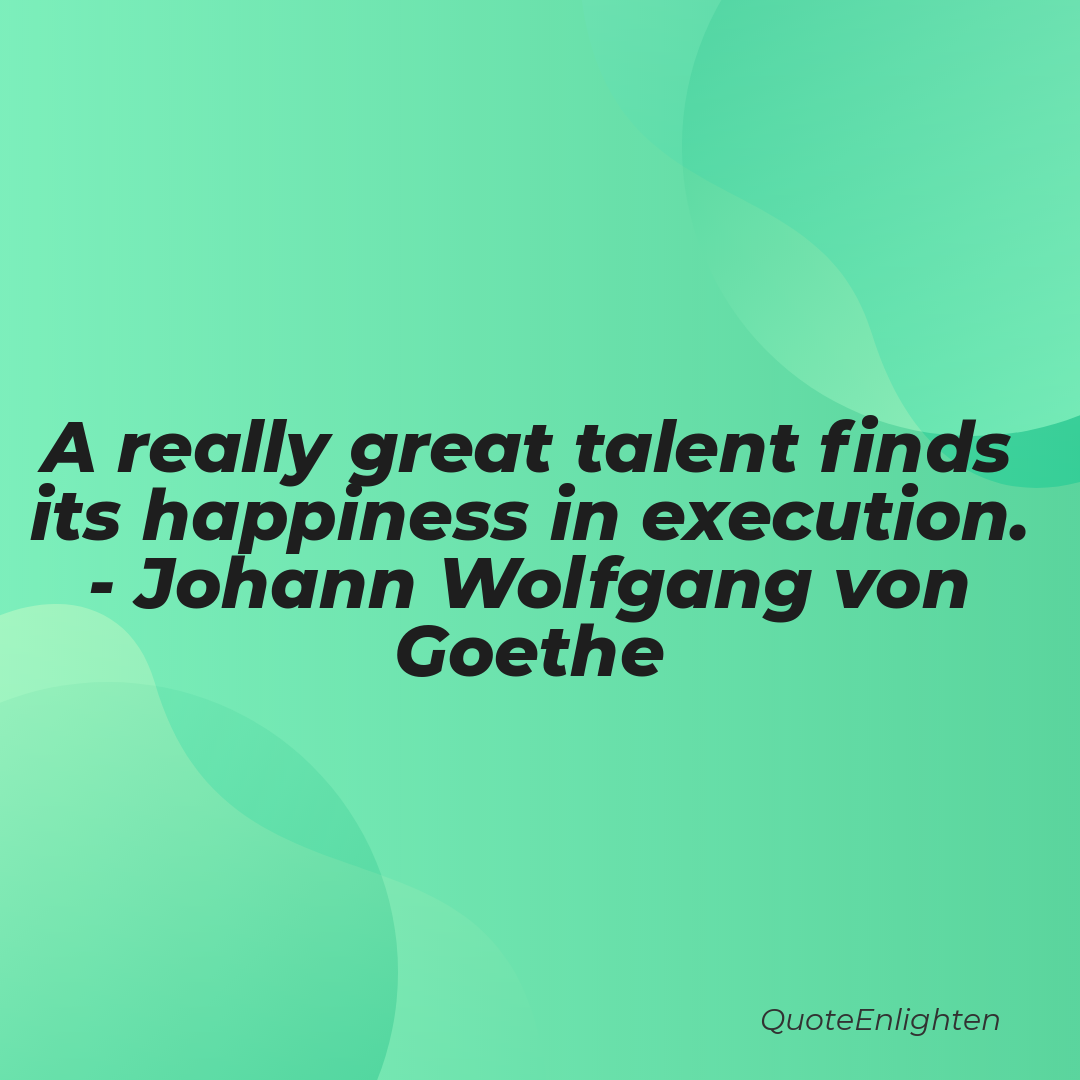 A really great talent finds
its happiness in execution.
- Johann Wolfgang von
Goethe
QuoteEnlighten